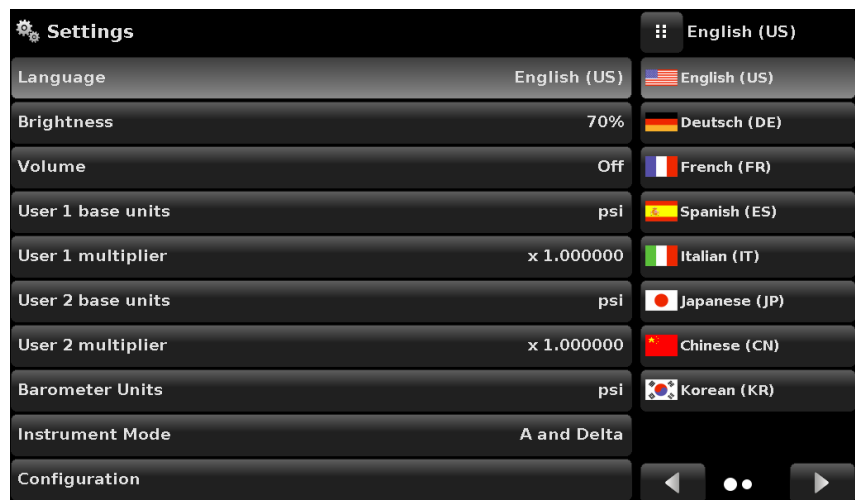 Settings
Language English (US)
Brightness 70%
Volume Off
User 1 base units psi
User 1 multiplier x 1.000000
User 2 base units psi
User 2 multiplier x 1.000000
Barometer Units psi
Instrument Mode A and Delta
Configuration
English (US)
English (US)
Deutsch (DE)
French (FR)
Spanish (ES)
Italian (IT)
Japanese (JP)
Chinese (CN)
Korean (KR)